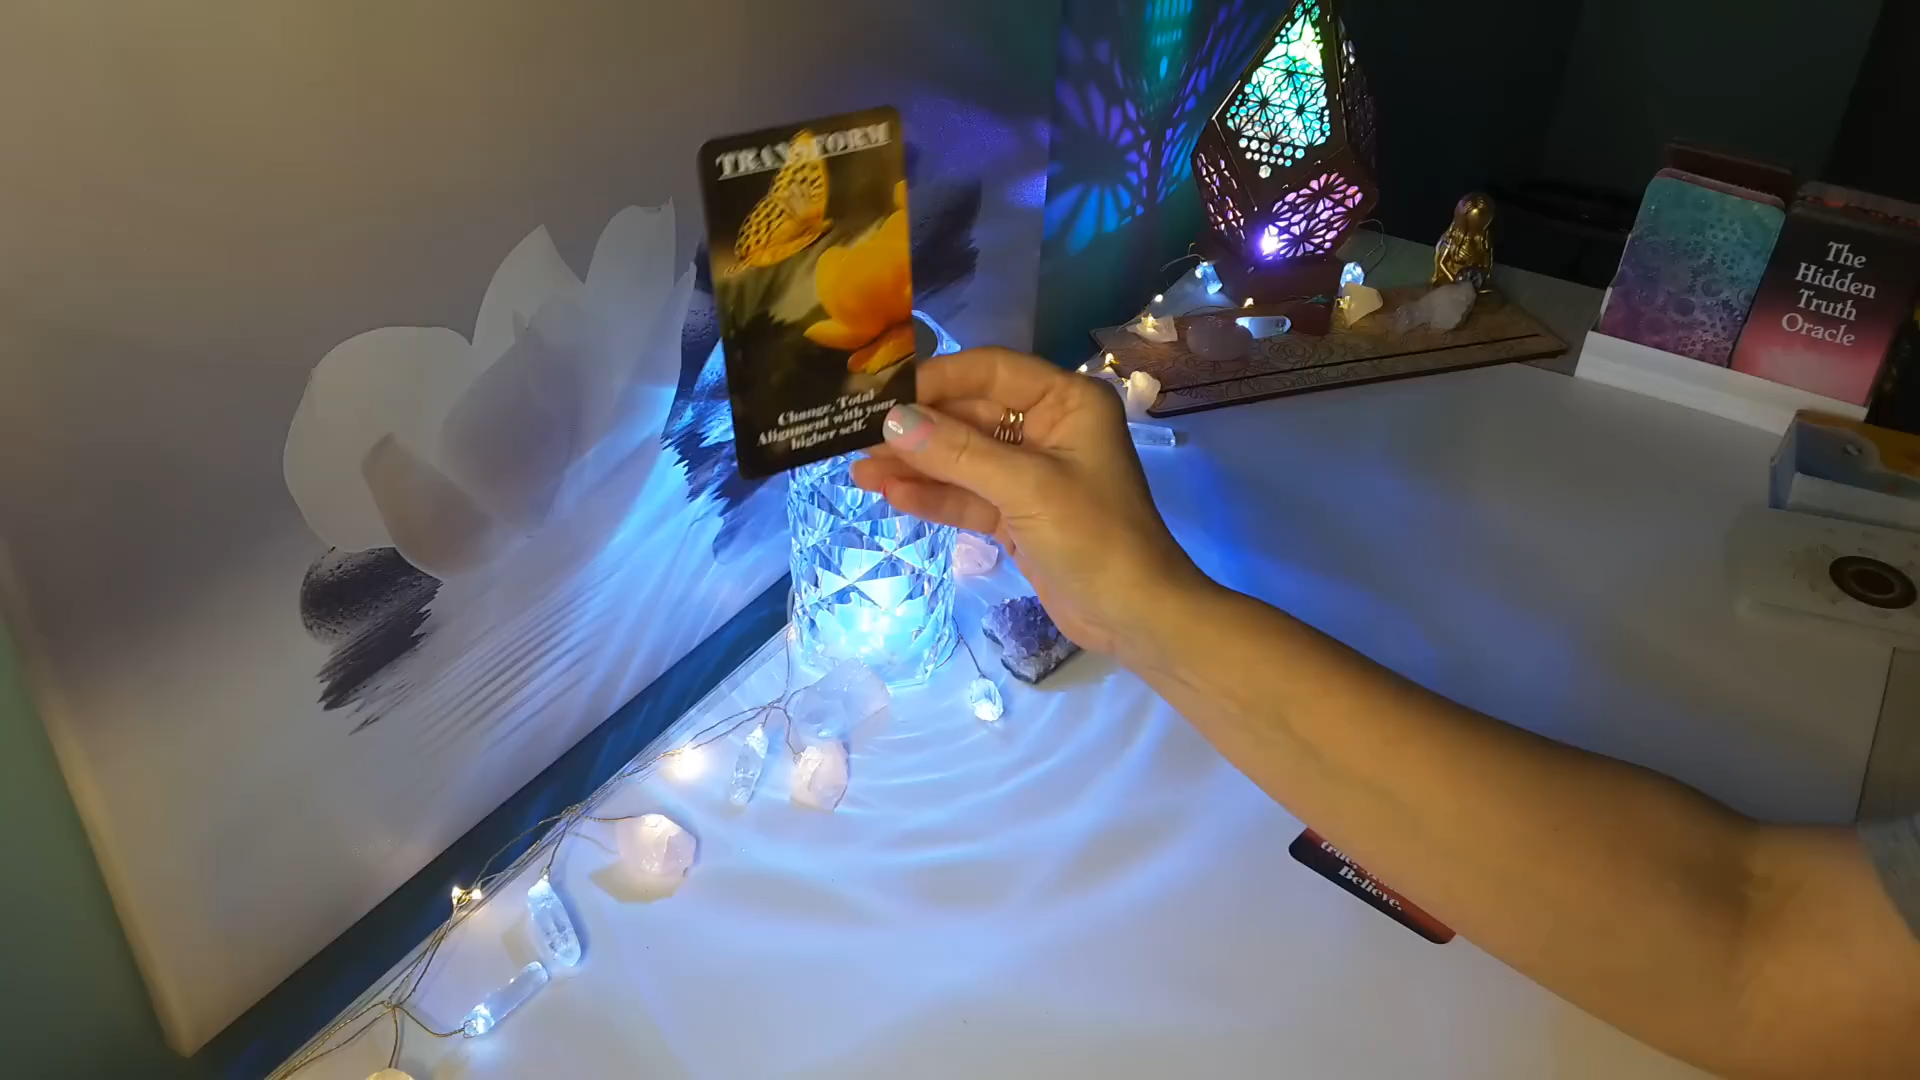 TRANSFORM
Change, Total
Alignment with your
higher self.
The
Hidden
Truth
Oracle
Believe.